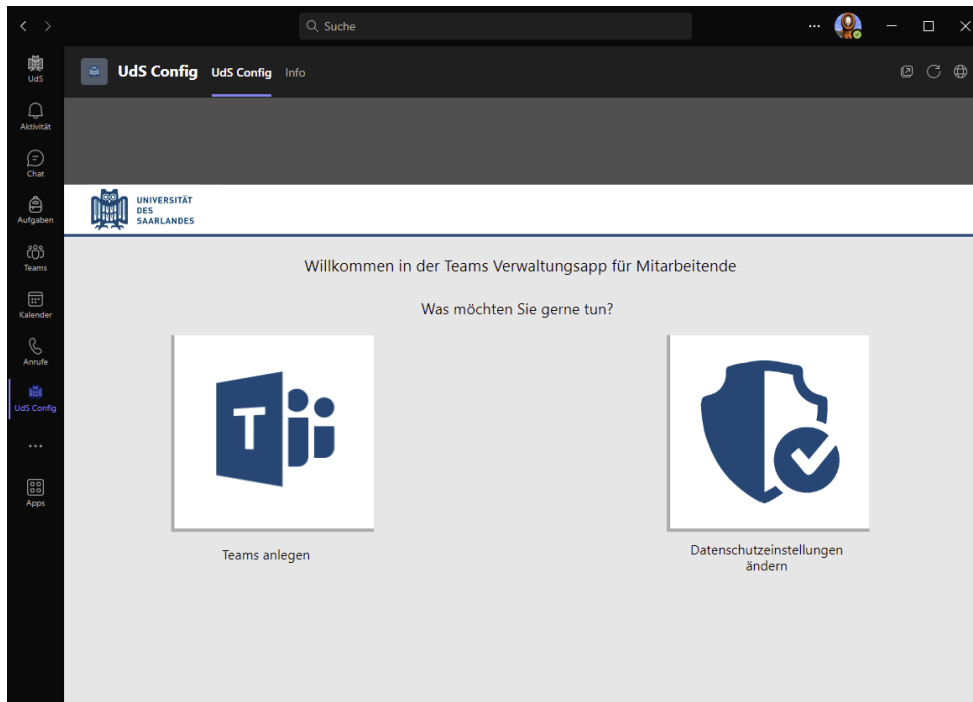 Suche
UdS
UdS Config
UdS Config
Info
Aktivität
Chat
Aufgaben
Teams
Kalender
Anrufe
UdS Config
Apps
UNIVERSITÄT
DES
SAARLANDES
Willkommen in der Teams Verwaltungsapp für Mitarbeitende
Was möchten Sie gerne tun?
T
Teams anlegen
Datenschutzeinstellungen
ändern